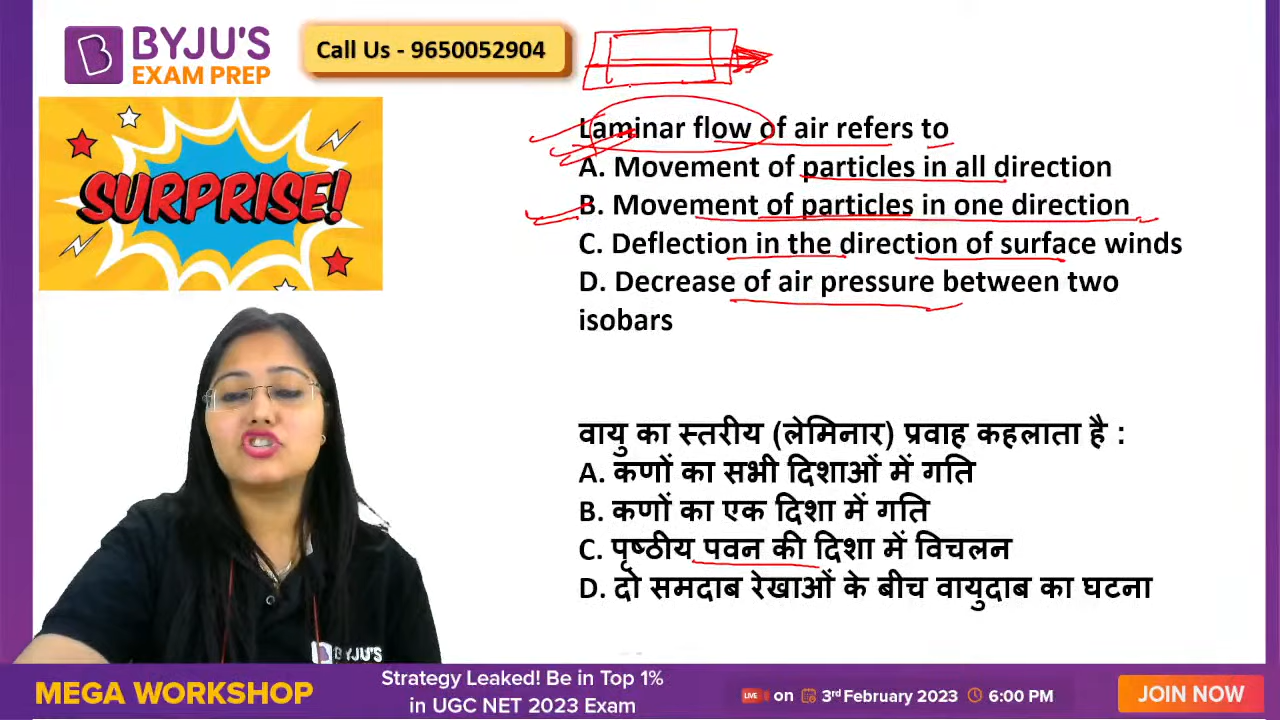 BYJU'S
EXAM PREP
Call Us - 9650052904
SURPRISE!
Laminar flow of air refers to
A. Movement of particles in all direction
B. Movement of particles in one direction
C. Deflection in the direction of surface winds
D. Decrease of air pressure between two
isobars
वायु का स्तरीय (लेमिनार) प्रवाह कहलाता है :
A. कणों का सभी दिशाओं में गति
B. कणों का एक दिशा में गति
C. पृष्ठीय पवन की दिशा में विचलन
D. दो समदाब रेखाओं के बीच वायुदाब का घटना
BYJU'S
MEGA WORKSHOP
Strategy Leaked! Be in Top 1%
in UGC NET 2023 Exam
LIVE on 3rd February 2023 6:00 PM
JOIN NOW